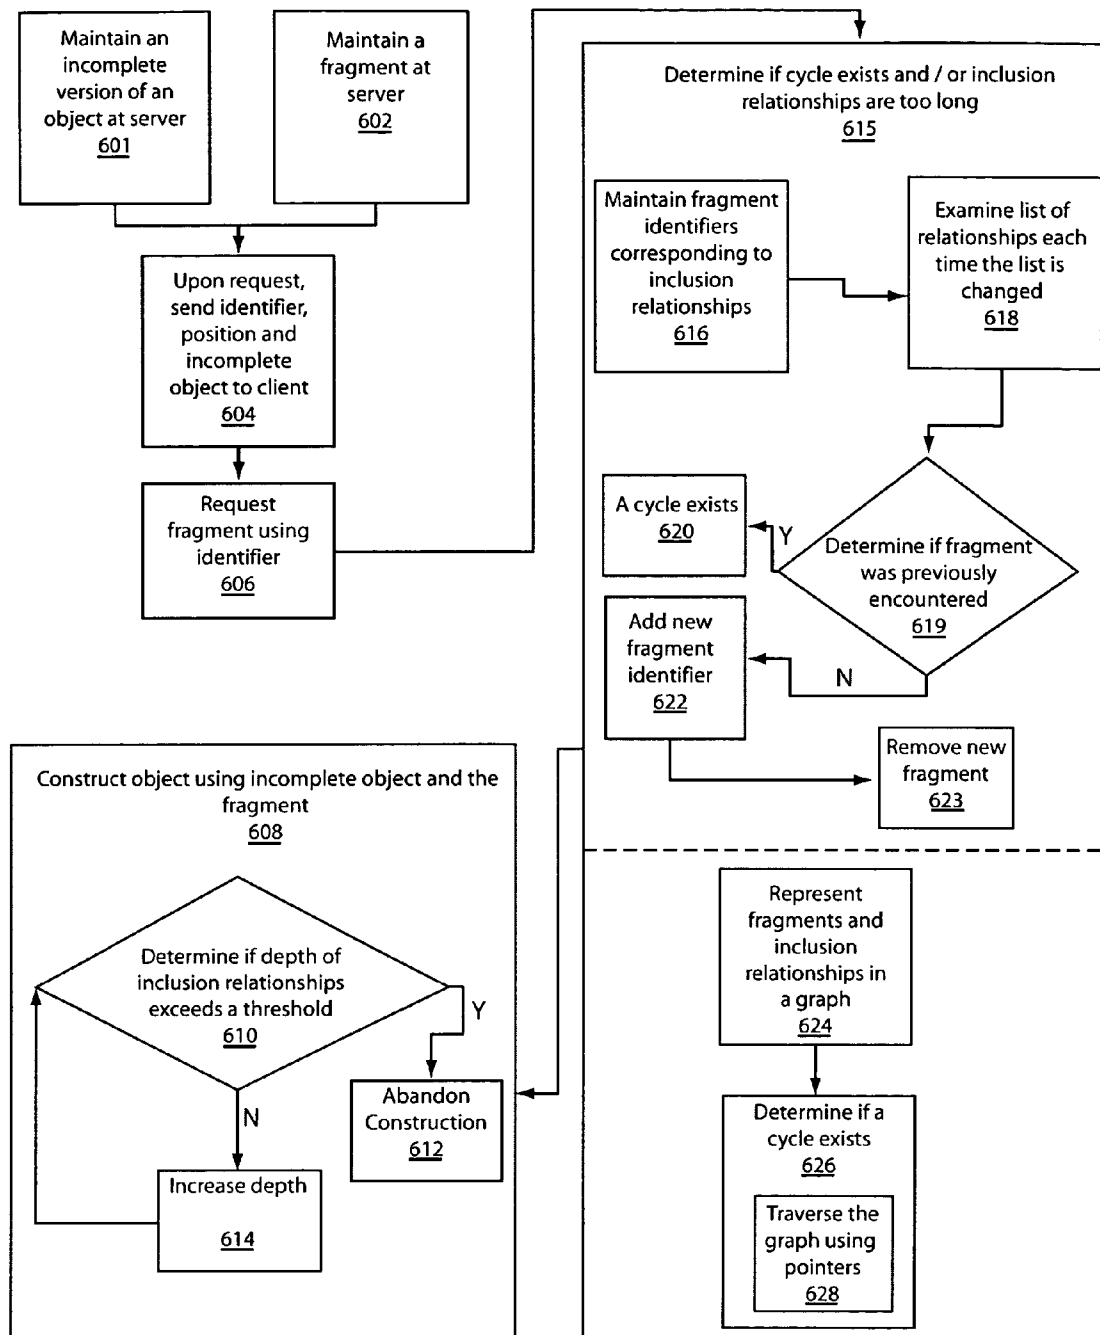 Maintain an
incomplete
version of an
object at server
601
Maintain a
fragment at
server
602
Upon request,
send identifier,
position and
incomplete
object to client
604
Request
fragment using
identifier
606
Determine if cycle exists and / or inclusion
relationships are too long
615
Maintain fragment
identifiers
corresponding to
inclusion
relationships
616
Examine list of
relationships each
time the list is
changed
618
Determine if fragment
was previously
encountered
619
Y
A cycle exists
620
N
Add new
fragment
identifier
622
Remove new
fragment
623
Construct object using incomplete object and the
fragment
608
Determine if depth of
inclusion relationships
exceeds a threshold
610
Y
Abandon
Construction
612
N
Increase depth
614
Represent
fragments and
inclusion
relationships in
a graph
624
Determine if a
cycle exists
626
Traverse the
graph using
pointers
628